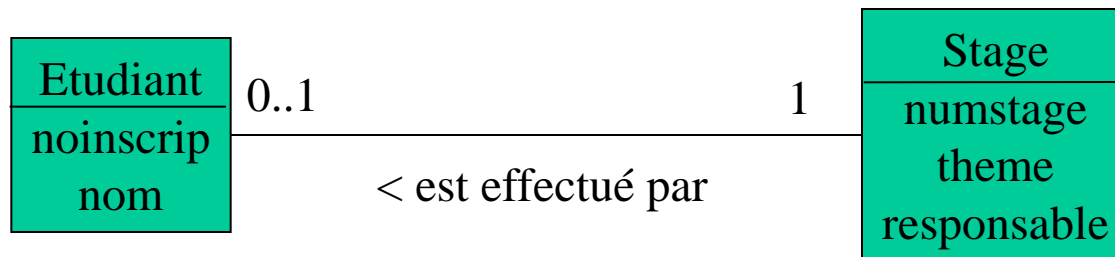 Etudiant
noinscrip
nom
0..1
1
< est effectué par
Stage
numstage
theme
responsable